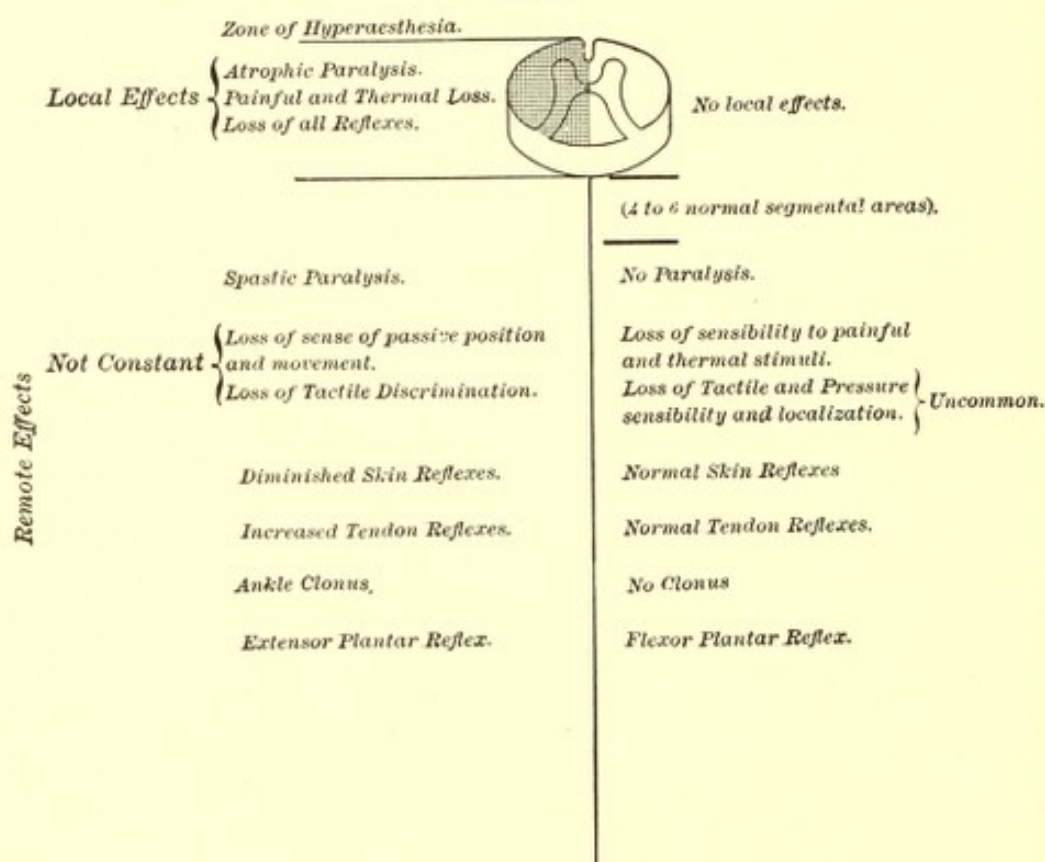 Zone of Hyperaesthesia.
Local Effects
Atrophic Paralysis.
Painful and Thermal Loss.
Loss of all Reflexes.
No local effects.
(4 to 6 normal segmental areas).
Remote Effects
Spastic Paralysis.
No Paralysis.
Not Constant
Loss of sense of passive position
and movement.
Loss of Tactile Discrimination.
Loss of sensibility to painful
and thermal stimuli.
Loss of Tactile and Pressure
sensibility and localization.
Uncommon.
Diminished Skin Reflexes.
Normal Skin Reflexes
Increased Tendon Reflexes.
Normal Tendon Reflexes.
Ankle Clonus,
No Clonus
Extensor Plantar Reflex.
Flexor Plantar Reflex.